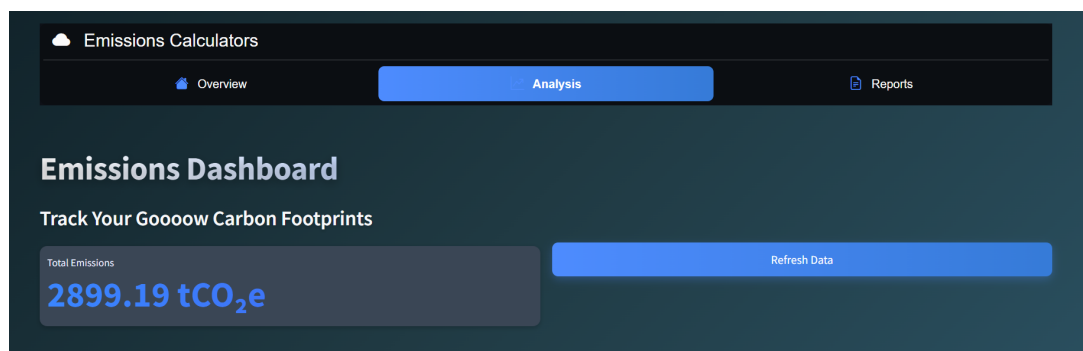 Emissions Calculators
Overview
Analysis
Reports
Emissions Dashboard
Track Your Goooow Carbon Footprints
Total Emissions
Refresh Data
2899.19 tCO₂e